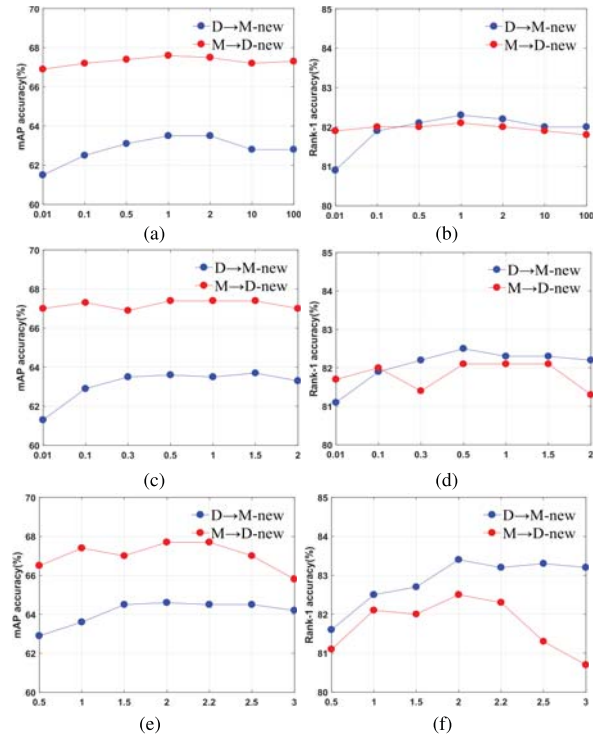 70
68
66
64
62
60
mAP accuracy(%)
D→M-new
M→D-new
0.01 0.1 0.5 1 2 10 100
(a)
85
84
83
82
81
80
Rank-1 accuracy(%)
D→M-new
M→D-new
0.01 0.1 0.5 1 2 10 100
(b)
70
68
66
64
62
60
mAP accuracy(%)
D→M-new
M→D-new
0.01 0.1 0.3 0.5 1 1.5 2
(c)
85
84
83
82
81
80
Rank-1 accuracy(%)
D→M-new
M→D-new
0.01 0.1 0.3 0.5 1 1.5 2
(d)
70
68
66
64
62
60
mAP accuracy(%)
D→M-new
M→D-new
0.5 1 1.5 2 2.2 2.5 3
(e)
85
84
83
82
81
80
Rank-1 accuracy(%)
D→M-new
M→D-new
0.5 1 1.5 2 2.2 2.5 3
(f)